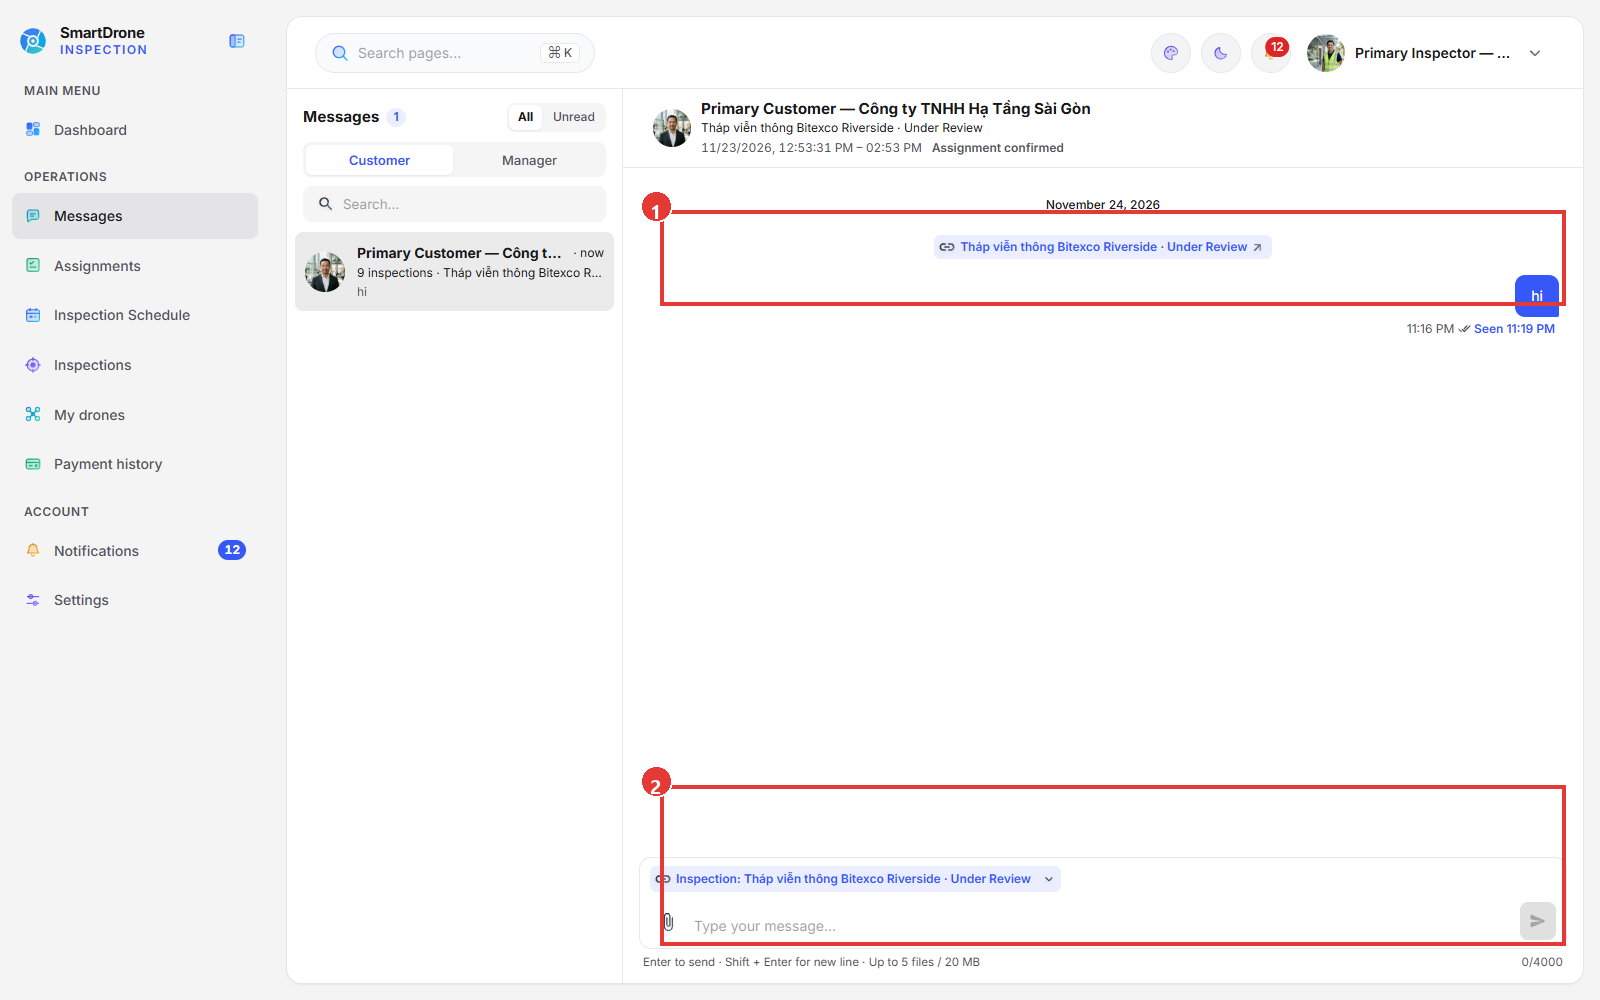 SmartDrone
INSPECTION
MAIN MENU
Dashboard
OPERATIONS
Messages
Assignments
Inspection Schedule
Inspections
My drones
Payment history
ACCOUNT
Notifications 12
Settings
Search pages... ⌘ K
12
Primary Inspector — ...
Messages 1
All Unread
Customer Manager
Search...
Primary Customer — Công t... · now
9 inspections · Tháp viễn thông Bitexco R...
hi
Primary Customer — Công ty TNHH Hạ Tầng Sài Gòn
Tháp viễn thông Bitexco Riverside · Under Review
11/23/2026, 12:53:31 PM – 02:53 PM Assignment confirmed
1
November 24, 2026
Tháp viễn thông Bitexco Riverside · Under Review
hi
11:16 PM Seen 11:19 PM
2
Inspection: Tháp viễn thông Bitexco Riverside · Under Review
Type your message...
Enter to send · Shift + Enter for new line · Up to 5 files / 20 MB
0/4000